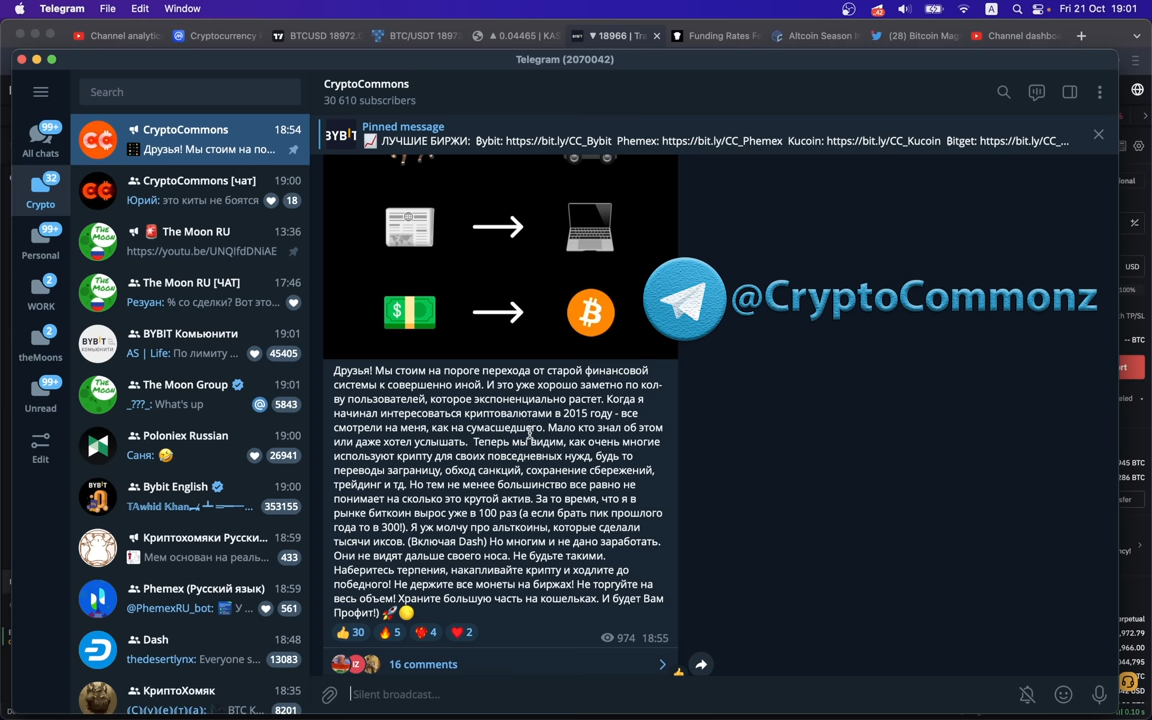 Telegram File Edit Window
Fri 21 Oct 19:01
Channel analytic
Cryptocurrency
BTCUSD 18972.0
BTC/USDT 1897
▲ 0.04465 | KAS
▼ 18966 | Tra
Funding Rates F
Altcoin Season I
(28) Bitcoin Mag
Channel dashbo
Telegram (2070042)
Search
CryptoCommons
30 610 subscribers
Pinned message
📈 ЛУЧШИЕ БИРЖИ: Bybit: https://bit.ly/CC_Bybit Phemex: https://bit.ly/CC_Phemex Kucoin: https://bit.ly/CC_Kucoin Bitget: https://bit.ly/CC_...
99+
All chats
32
Crypto
99+
Personal
2
WORK
2
theMoons
99+
Unread
Edit
CryptoCommons 18:54
Друзья! Мы стоим на по...
CryptoCommons [чат] 19:00
Юрий: это киты не боятся 18
🚨 The Moon RU 13:36
https://youtu.be/UNQlfdDNiAE
The Moon RU [ЧАТ] 17:46
Резуан: % со сделки? Вот это...
BYBIT Комьюнити 19:01
AS | Life: По лимиту ... 45405
The Moon Group 19:01
_???_: What's up @ 5843
Poloniex Russian 19:00
Саня: 🤣 26941
Bybit English 19:00
353155
Криптохомяки Русски... 18:59
Мем основан на реаль... 433
Phemex (Русский язык) 18:59
@PhemexRU_bot: У ... 561
Dash 18:48
thedesertlynx: Everyone s... 13083
КриптоХомяк 18:35
8201
@CryptoCommonz
Друзья! Мы стоим на пороге перехода от старой финансовой
системы к совершенно иной. И это уже хорошо заметно по кол-
ву пользователей, которое экспоненциально растет. Когда я
начинал интересоваться криптовалютами в 2015 году - все
смотрели на меня, как на сумасшедшего. Мало кто знал об этом
или даже хотел услышать. Теперь мы видим, как очень многие
используют крипту для своих повседневных нужд, будь то
переводы заграницу, обход санкций, сохранение сбережений,
трейдинг и тд. Но тем не менее большинство все равно не
понимает на сколько это крутой актив. За то время, что я в
рынке биткоин вырос уже в 100 раз (а если брать пик прошлого
года то в 300!). Я уж молчу про альткоины, которые сделали
тысячи иксов. (Включая Dash) Но многим и не дано заработать.
Они не видят дальше своего носа. Не будьте такими.
Наберитесь терпения, накапливайте крипту и ходлите до
победного! Не держите все монеты на биржах! Не торгуйте на
весь объем! Храните большую часть на кошельках. И будет Вам
Профит!) 🚀🌕
👍 30 🔥 5 4 ❤️ 2
974 18:55
16 comments
Silent broadcast...
USD
100%
TP/SL
-- BTC